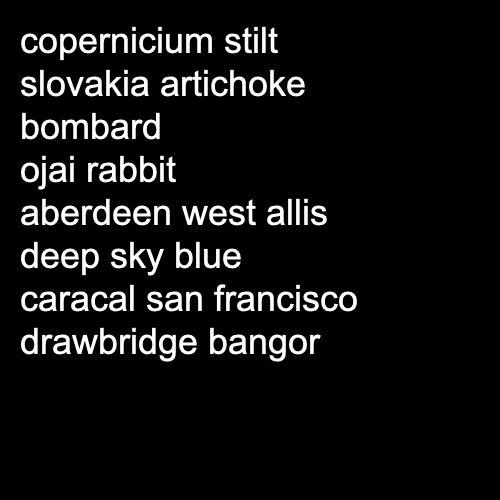 copernicium stilt
slovakia artichoke
bombard
ojai rabbit
aberdeen west allis
deep sky blue
caracal san francisco
drawbridge bangor